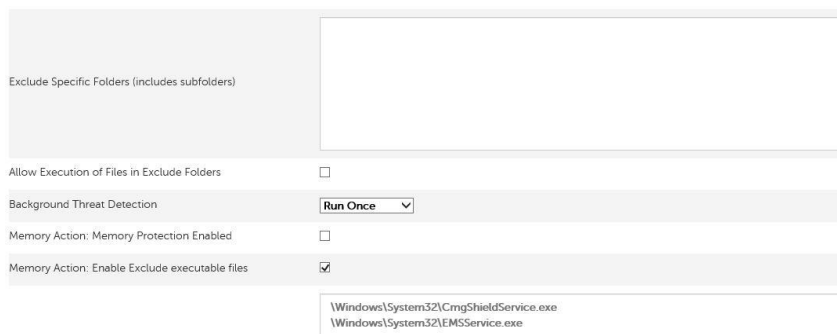 Exclude Specific Folders (includes subfolders)
Allow Execution of Files in Exclude Folders
Background Threat Detection
Run Once
Memory Action: Memory Protection Enabled
Memory Action: Enable Exclude executable files
\Windows\System32\CmgShieldService.exe
\Windows\System32\EMSService.exe